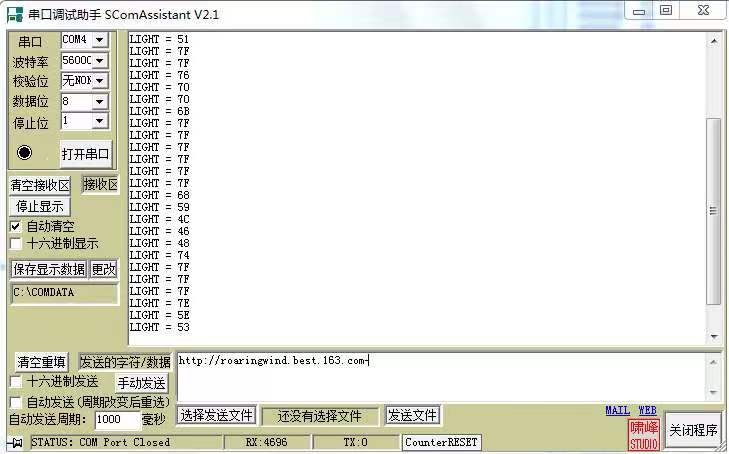 串口调试助手 SComAssistant V2.1
串口 COM4
波特率 56000
校验位 无NON
数据位 8
停止位 1
打开串口
清空接收区 接收区
停止显示
自动清空
十六进制显示
保存显示数据 更改
C:\COMDATA
LIGHT = 51
LIGHT = 7F
LIGHT = 7F
LIGHT = 76
LIGHT = 70
LIGHT = 70
LIGHT = 6B
LIGHT = 7F
LIGHT = 7F
LIGHT = 7F
LIGHT = 7F
LIGHT = 7F
LIGHT = 7F
LIGHT = 68
LIGHT = 59
LIGHT = 4C
LIGHT = 46
LIGHT = 48
LIGHT = 74
LIGHT = 7F
LIGHT = 7F
LIGHT = 7F
LIGHT = 7E
LIGHT = 5E
LIGHT = 53
清空重填 发送的字符/数据
http://roaringwind.best.163.com
十六进制发送 手动发送
自动发送(周期改变后重选)
自动发送周期: 1000 毫秒
选择发送文件 还没有选择文件 发送文件
MAIL WEB
啸峰
STUDIO
关闭程序
STATUS: COM Port Closed RX:4696 TX:0 CounterRESET